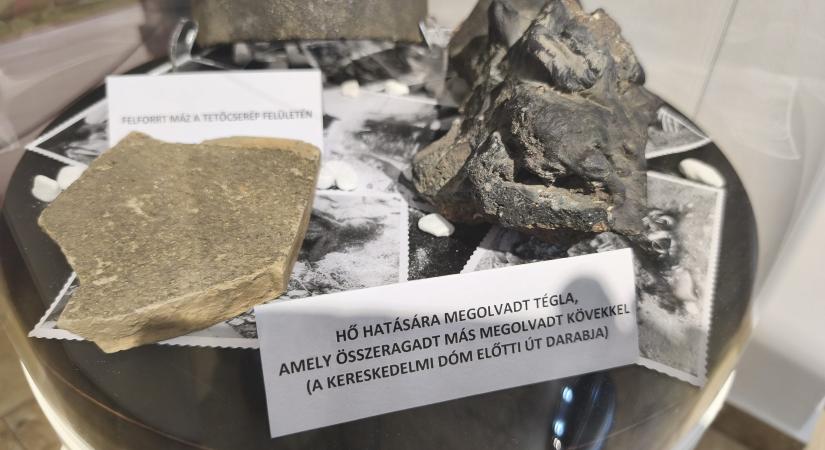 FELFORRT MÁZ A TETŐCSERÉP FELÜLETÉN
HŐ HATÁSÁRA MEGOLVADT TÉGLA,
AMELY ÖSSZERAGADT MÁS MEGOLVADT KÖVEKKEL
(A KERESKEDELMI DÓM ELŐTTI ÚT DARABJA)